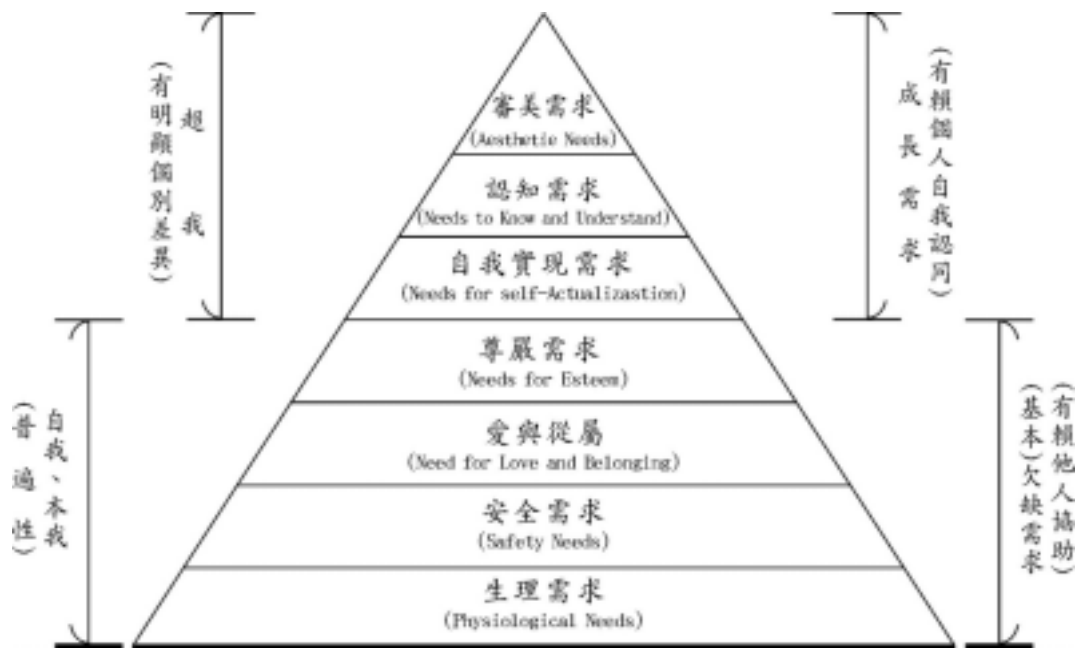 審美需求
(Aesthetic Needs)
認知需求
(Needs to Know and Understand)
自我實現需求
(Needs for self-Actualizastion)
尊嚴需求
(Needs for Esteem)
愛與從屬
(Need for Love and Belonging)
安全需求
(Safety Needs)
生理需求
(Physiological Needs)
超我
(有明顯個別差異)
自我、本我
(普遍性)
(有賴個人自我認同)
成長需求
(有賴他人協助)
基本)欠缺需求